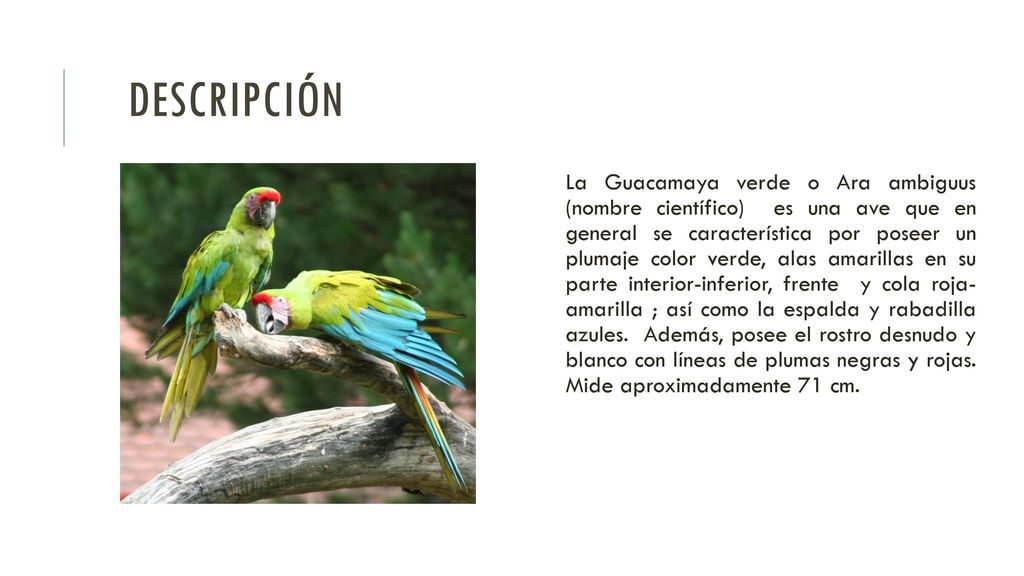 DESCRIPCIÓN
La Guacamaya verde o Ara ambiguus
(nombre científico) es una ave que en
general se característica por poseer un
plumaje color verde, alas amarillas en su
parte interior-inferior, frente y cola roja-
amarilla ; así como la espalda y rabadilla
azules. Además, posee el rostro desnudo y
blanco con líneas de plumas negras y rojas.
Mide aproximadamente 71 cm.